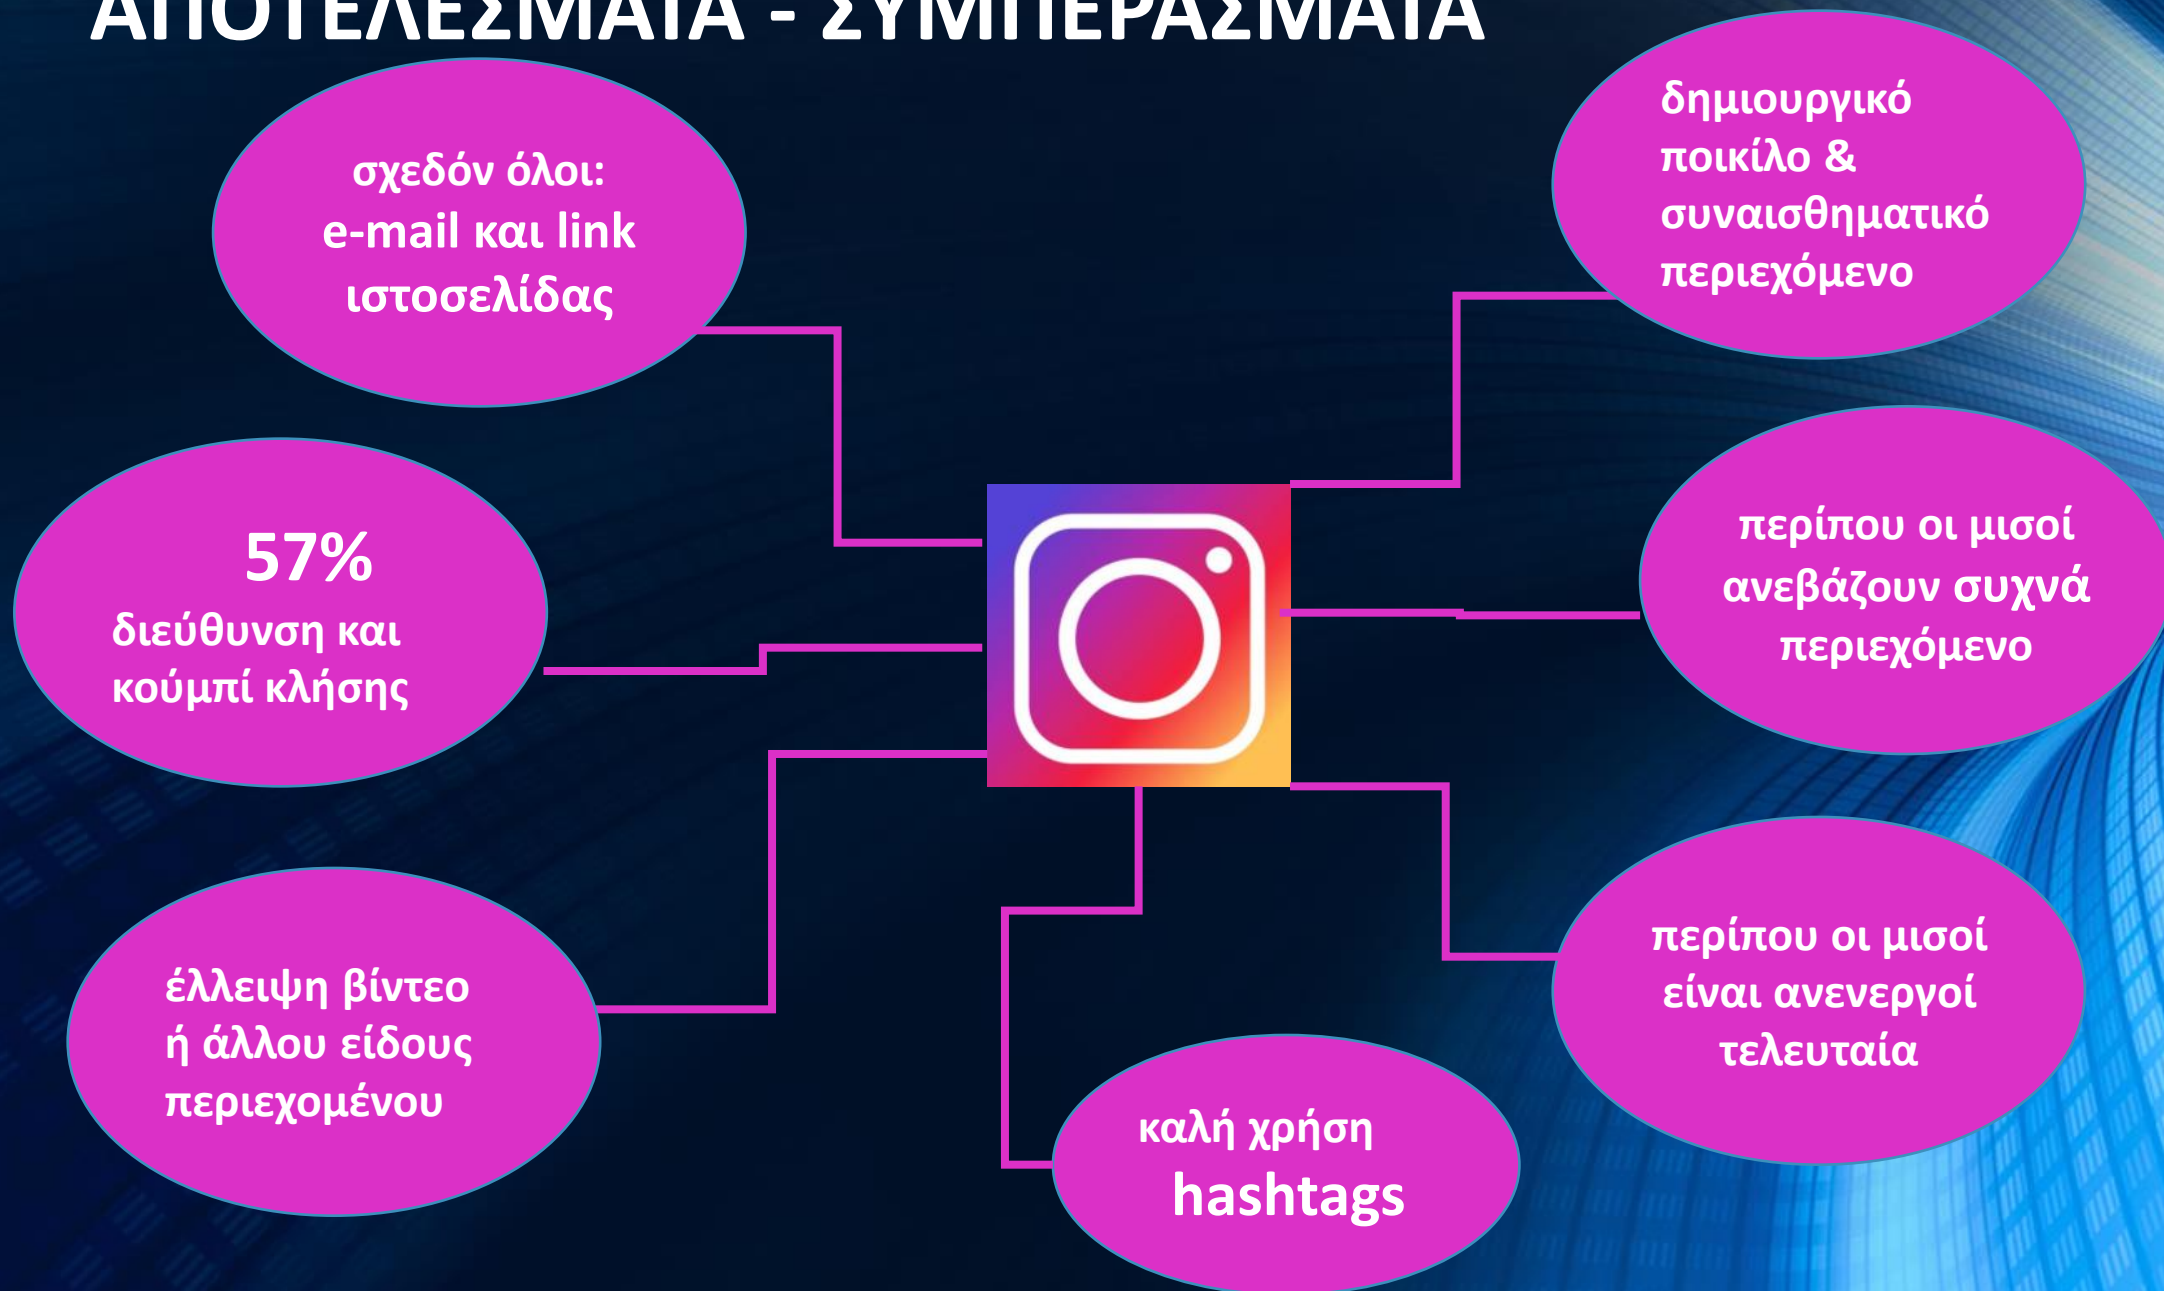 ΑΠΟΤΕΛΕΣΜΑΤΑ - ΣΥΜΠΕΡΑΣΜΑΤΑ
σχεδόν όλοι:
e-mail και link
ιστοσελίδας
57%
διεύθυνση και
κούμπί κλήσης
έλλειψη βίντεο
ή άλλου είδους
περιεχομένου
καλή χρήση
hashtags
δημιουργικό
ποικίλο &
συναισθηματικό
περιεχόμενο
περίπου οι μισοί
ανεβάζουν συχνά
περιεχόμενο
περίπου οι μισοί
είναι ανενεργοί
τελευταία